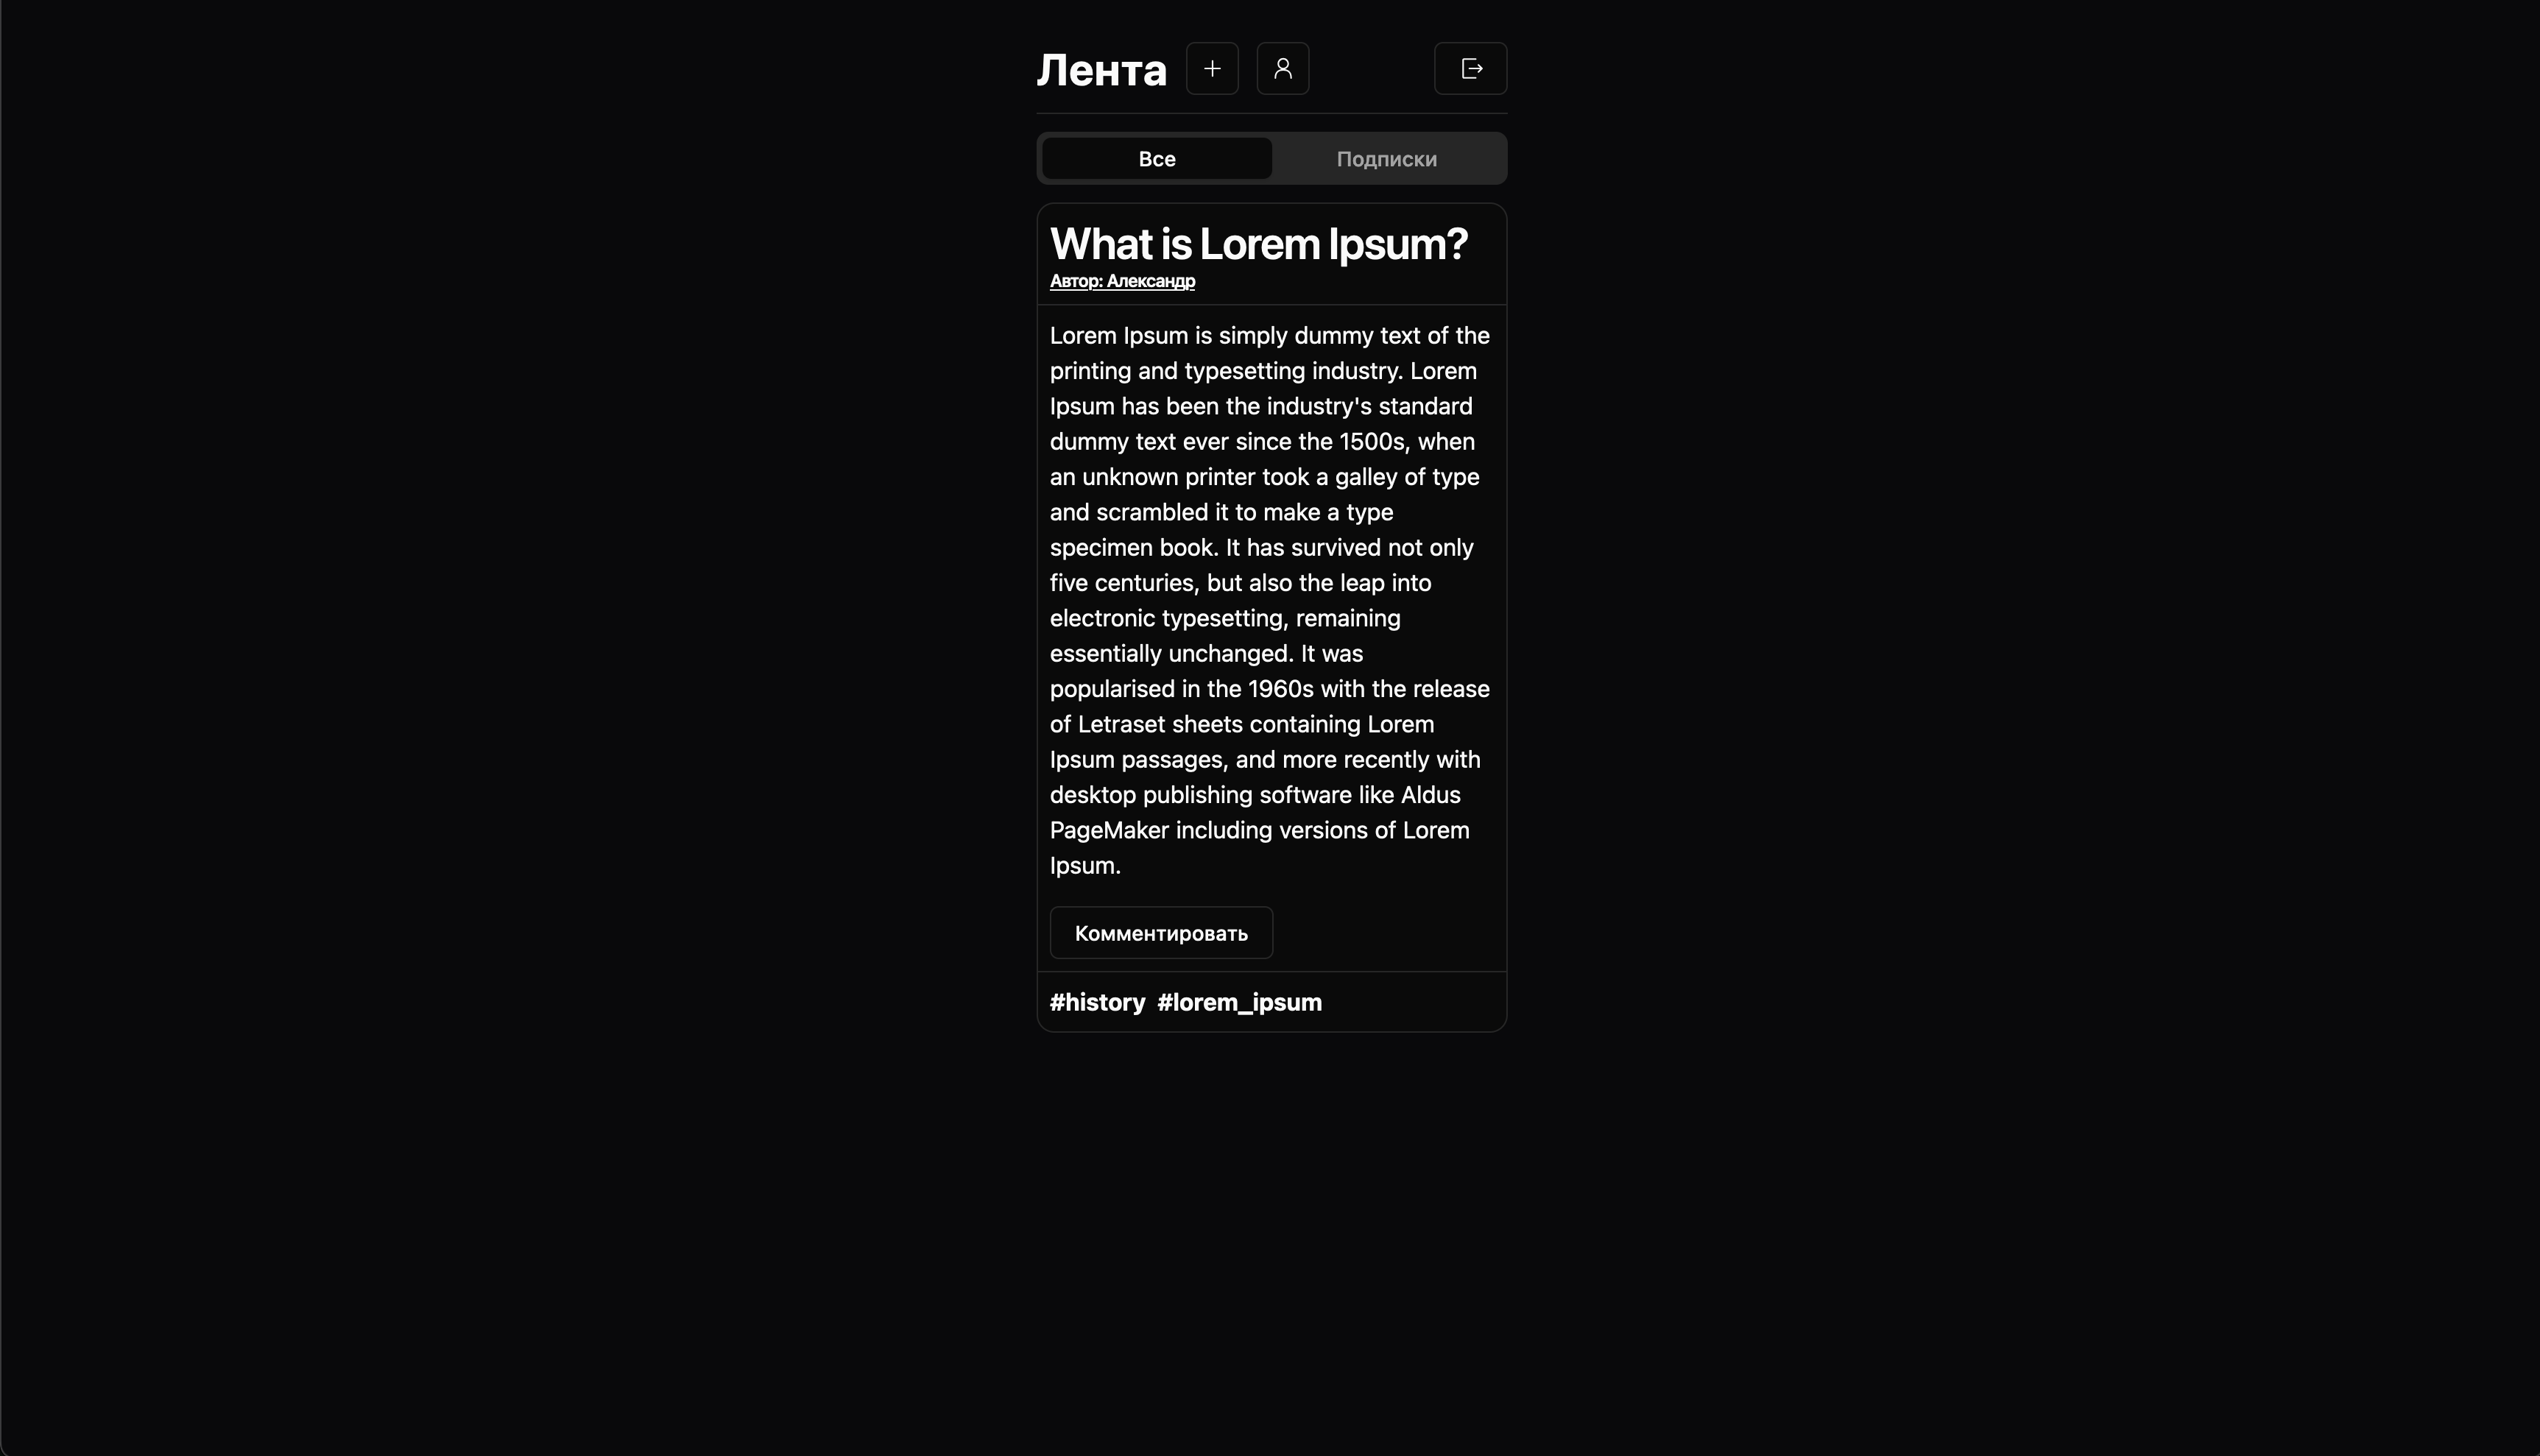 Лента
Все
Подписки
What is Lorem Ipsum?
Автор: Александр
Lorem Ipsum is simply dummy text of the
printing and typesetting industry. Lorem
Ipsum has been the industry's standard
dummy text ever since the 1500s, when
an unknown printer took a galley of type
and scrambled it to make a type
specimen book. It has survived not only
five centuries, but also the leap into
electronic typesetting, remaining
essentially unchanged. It was
popularised in the 1960s with the release
of Letraset sheets containing Lorem
Ipsum passages, and more recently with
desktop publishing software like Aldus
PageMaker including versions of Lorem
Ipsum.
Комментировать
#history #lorem_ipsum